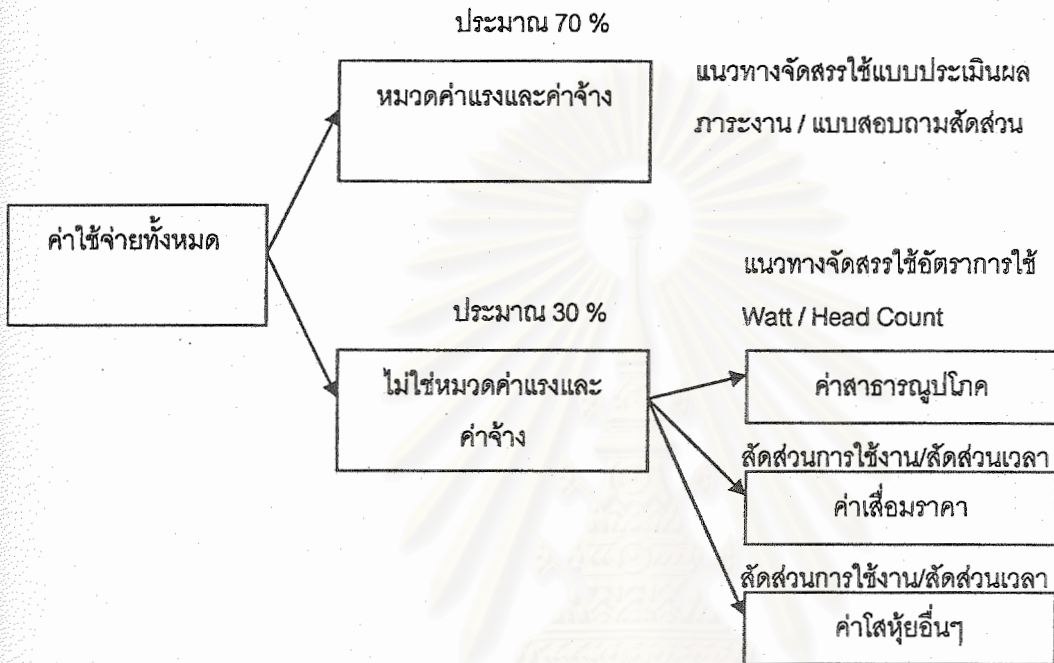 ประมาณ 70 %
หมวดค่าแรงและค่าจ้าง
แนวทางจัดสรรใช้แบบประเมินผล
ภาระงาน / แบบสอบถามสัดส่วน
ค่าใช้จ่ายทั้งหมด
แนวทางจัดสรรใช้อัตราการใช้
Watt / Head Count
ประมาณ 30 %
ไม่ใช่หมวดค่าแรงและ
ค่าจ้าง
ค่าสาธารณูปโภค
สัดส่วนการใช้งาน/สัดส่วนเวลา
ค่าเสื่อมราคา
สัดส่วนการใช้งาน/สัดส่วนเวลา
ค่าโสหุ้ยอื่นๆ